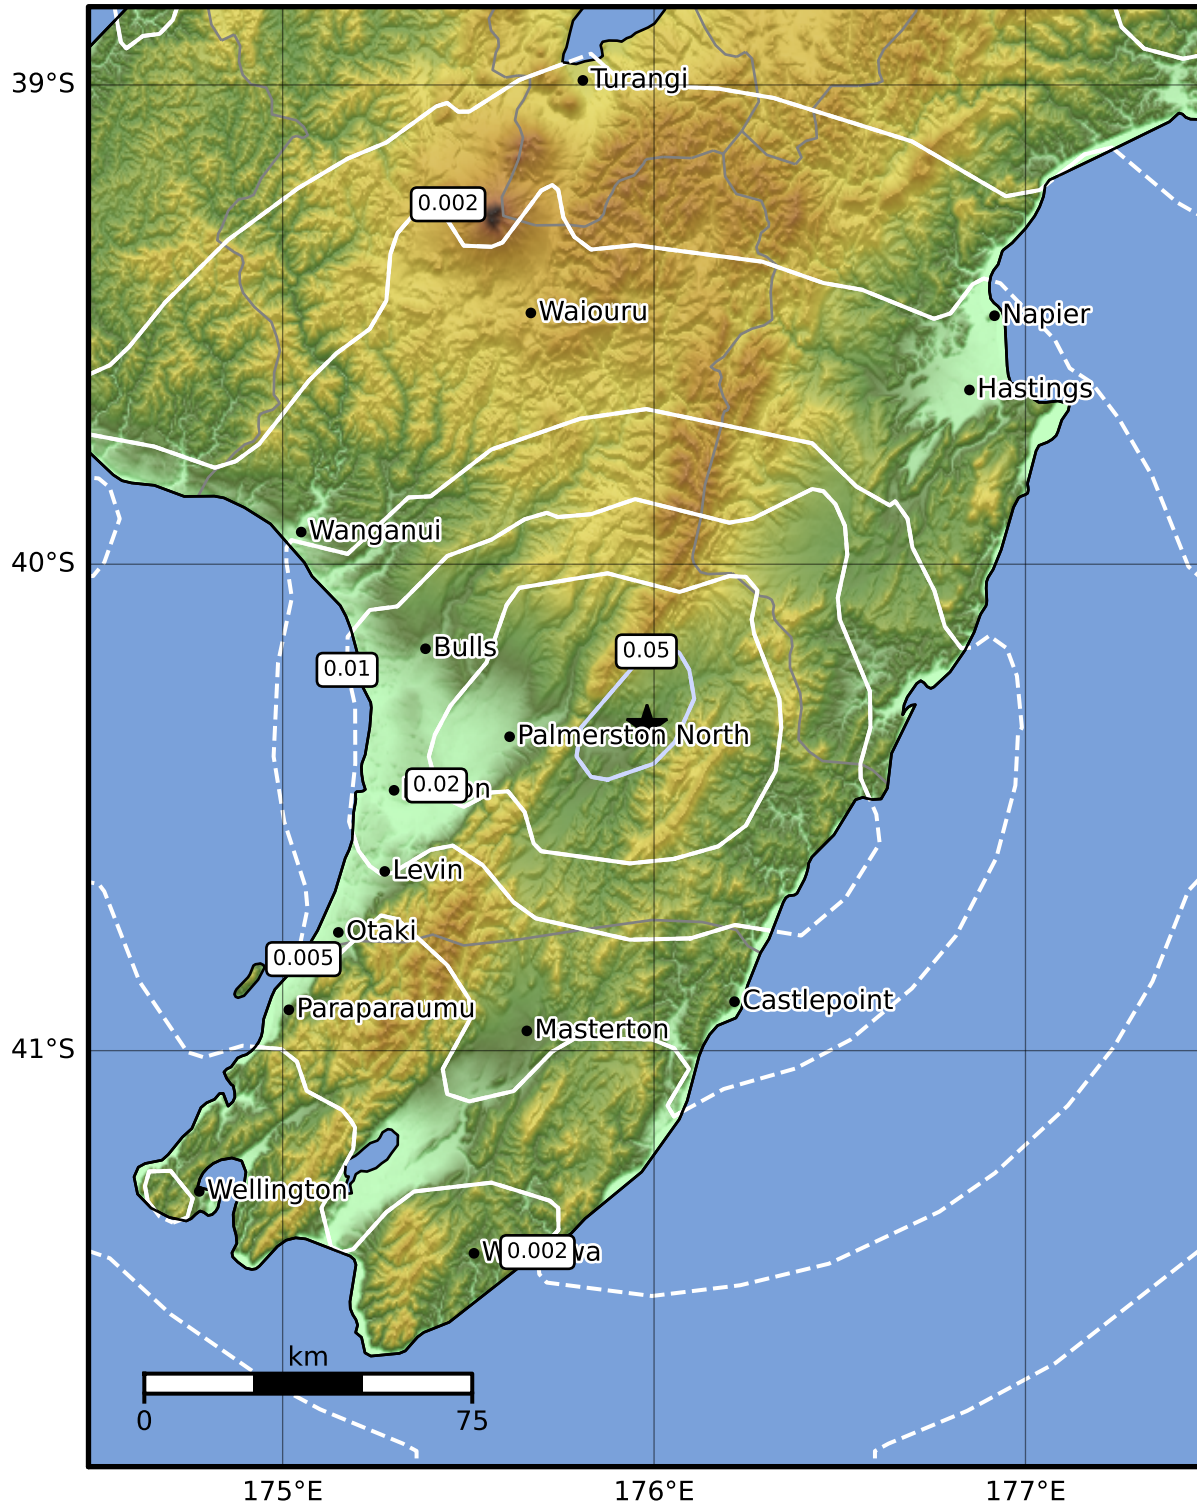 39°S
Turangi
0.002
Waiouru
Napier
Hastings
Wanganui
40°S
Bulls
0.05
0.01
Palmerston North
0.02
on
Levin
Otaki
0.005
Paraparaumu
Castlepoint
Masterton
41°S
Wellington
W
0.002
a
km
0
75
175°E
176°E
177°E